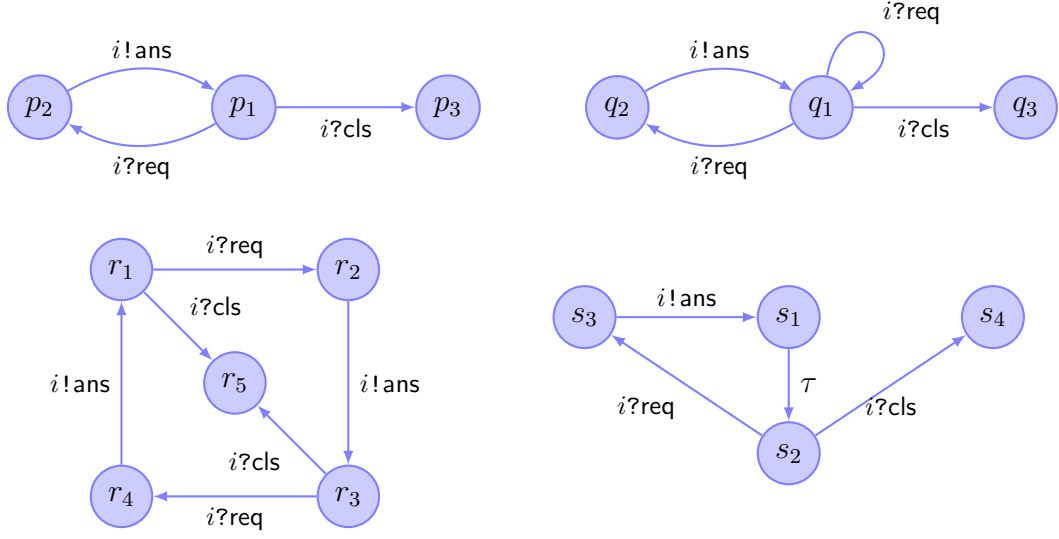 i!ans
p2 p1 p3
i?cls
i?req
i?req
i!ans
q2 q1 q3
i?cls
i?req
r1 i?req r2
i?cls
i!ans r5 i!ans
i?cls
r4 i?req r3
s3 i!ans s1 s4
τ
i?req i?cls
s2